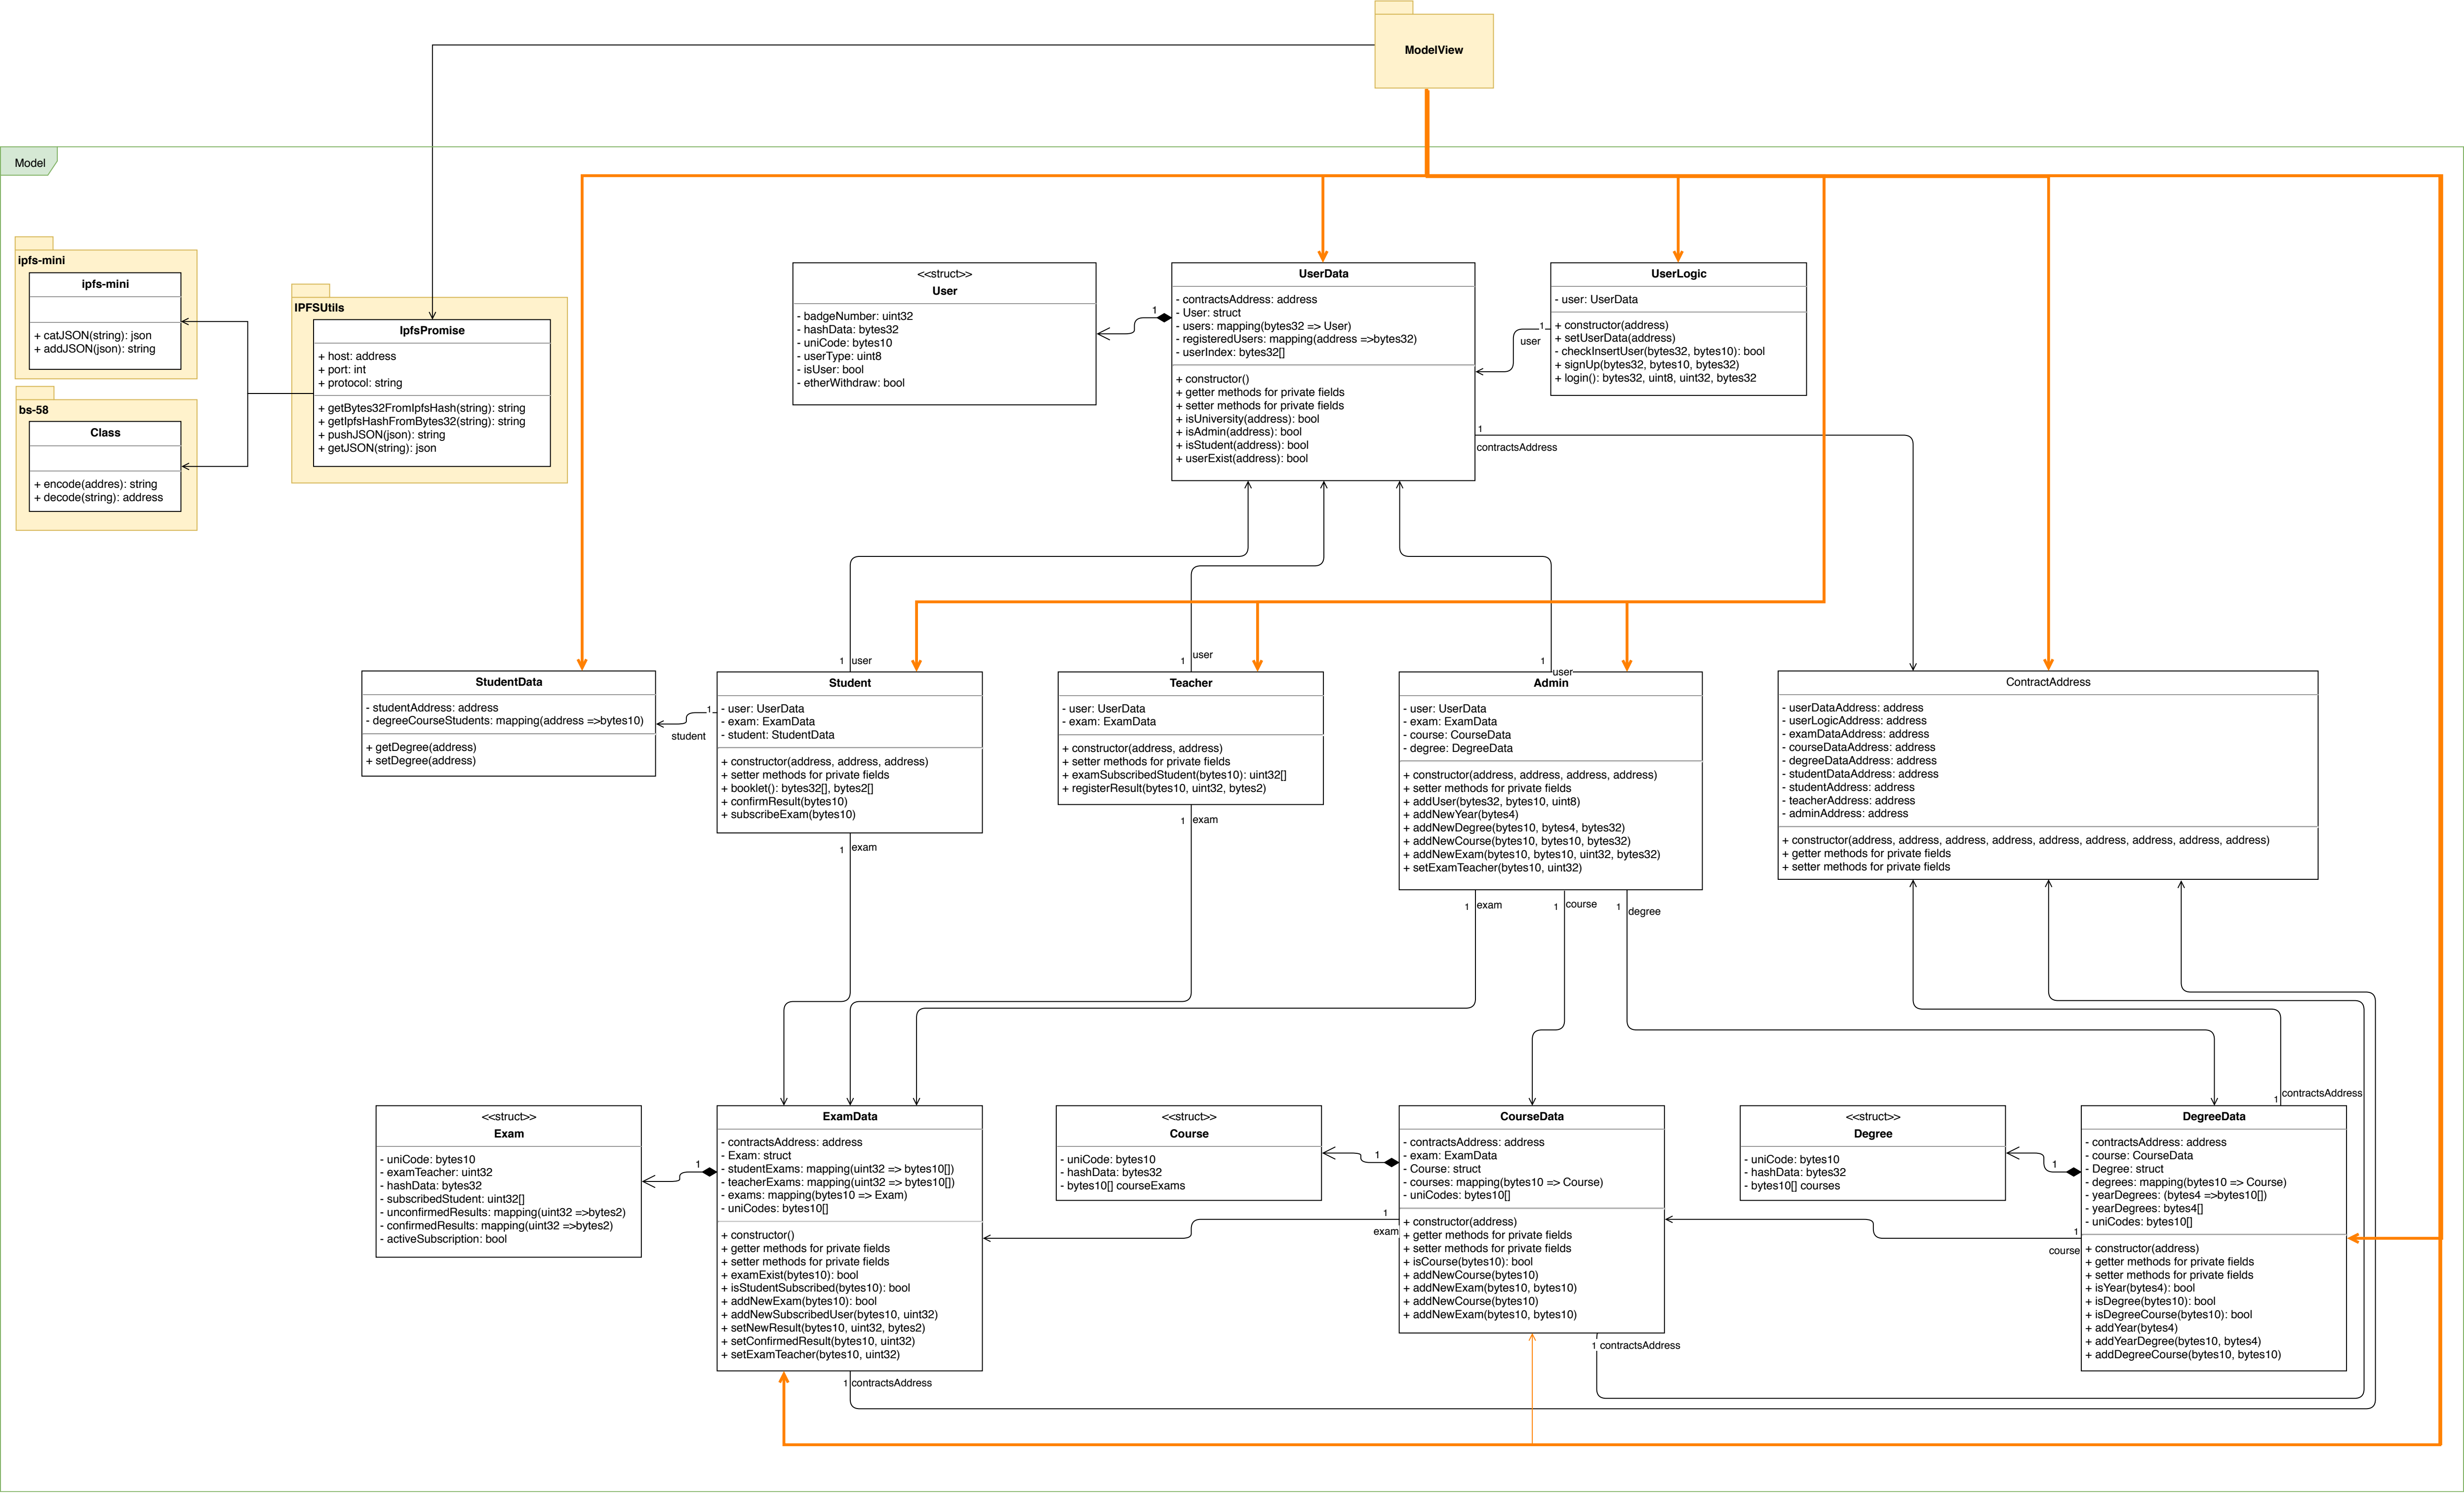 ModelView
Model
ipfs-mini
ipfs-mini
+ catJSON(string): json
+ addJSON(json): string
bs-58
Class
+ encode(addres): string
+ decode(string): address
IPFSUtils
IpfsPromise
+ host: address
+ port: int
+ protocol: string
+ getBytes32FromIpfsHash(string): string
+ getIpfsHashFromBytes32(string): string
+ pushJSON(json): string
+ getJSON(string): json
<<struct>>
User
- badgeNumber: uint32
- hashData: bytes32
- uniCode: bytes10
- userType: uint8
- isUser: bool
- etherWithdraw: bool
1
UserData
- contractsAddress: address
- User: struct
- users: mapping(bytes32 => User)
- registeredUsers: mapping(address =>bytes32)
- userIndex: bytes32[]
+ constructor()
+ getter methods for private fields
+ setter methods for private fields
+ isUniversity(address): bool
+ isAdmin(address): bool
+ isStudent(address): bool
+ userExist(address): bool
1
user
UserLogic
- user: UserData
+ constructor(address)
+ setUserData(address)
- checkInsertUser(bytes32, bytes10): bool
+ signUp(bytes32, bytes10, bytes32)
+ login(): bytes32, uint8, uint32, bytes32
1
contractsAddress
1 user
1 user
1
user
StudentData
- studentAddress: address
- degreeCourseStudents: mapping(address =>bytes10)
+ getDegree(address)
+ setDegree(address)
1
student
Student
- user: UserData
- exam: ExamData
- student: StudentData
+ constructor(address, address, address)
+ setter methods for private fields
+ booklet(): bytes32[], bytes2[]
+ confirmResult(bytes10)
+ subscribeExam(bytes10)
1 exam
Teacher
- user: UserData
- exam: ExamData
+ constructor(address, address)
+ setter methods for private fields
+ examSubscribedStudent(bytes10): uint32[]
+ registerResult(bytes10, uint32, bytes2)
1 exam
Admin
- user: UserData
- exam: ExamData
- course: CourseData
- degree: DegreeData
+ constructor(address, address, address, address)
+ setter methods for private fields
+ addUser(bytes32, bytes10, uint8)
+ addNewYear(bytes4)
+ addNewDegree(bytes10, bytes4, bytes32)
+ addNewCourse(bytes10, bytes10, bytes32)
+ addNewExam(bytes10, bytes10, uint32, bytes32)
+ setExamTeacher(bytes10, uint32)
1 exam
1 course
1 degree
ContractAddress
- userDataAddress: address
- userLogicAddress: address
- examDataAddress: address
- courseDataAddress: address
- degreeDataAddress: address
- studentDataAddress: address
- studentAddress: address
- teacherAddress: address
- adminAddress: address
+ constructor(address, address, address, address, address, address, address, address)
+ getter methods for private fields
+ setter methods for private fields
<<struct>>
Exam
- uniCode: bytes10
- examTeacher: uint32
- hashData: bytes32
- subscribedStudent: uint32[]
- unconfirmedResults: mapping(uint32 =>bytes2)
- confirmedResults: mapping(uint32 =>bytes2)
- activeSubscription: bool
1
ExamData
- contractsAddress: address
- Exam: struct
- studentExams: mapping(uint32 => bytes10[])
- teacherExams: mapping(uint32 => bytes10[])
- exams: mapping(bytes10 => Exam)
- uniCodes: bytes10[]
+ constructor()
+ getter methods for private fields
+ setter methods for private fields
+ examExist(bytes10): bool
+ isStudentSubscribed(bytes10): bool
+ addNewExam(bytes10): bool
+ addNewSubscribedUser(bytes10, uint32)
+ setNewResult(bytes10, uint32, bytes2)
+ setConfirmedResult(bytes10, uint32)
+ setExamTeacher(bytes10, uint32)
1 contractsAddress
<<struct>>
Course
- uniCode: bytes10
- hashData: bytes32
- bytes10[] courseExams
1
1
exam
CourseData
- contractsAddress: address
- exam: ExamData
- Course: struct
- courses: mapping(bytes10 => Course)
- uniCodes: bytes10[]
+ constructor(address)
+ getter methods for private fields
+ setter methods for private fields
+ isCourse(bytes10): bool
+ addNewCourse(bytes10)
+ addNewExam(bytes10, bytes10)
+ addNewCourse(bytes10)
+ addNewExam(bytes10, bytes10)
1 contractsAddress
<<struct>>
Degree
- uniCode: bytes10
- hashData: bytes32
- bytes10[] courses
1
1
course
1 contractsAddress
DegreeData
- contractsAddress: address
- course: CourseData
- Degree: struct
- degrees: mapping(bytes10 => Course)
- yearDegrees: (bytes4 =>bytes10[])
- yearDegrees: bytes4[]
- uniCodes: bytes10[]
+ constructor(address)
+ getter methods for private fields
+ setter methods for private fields
+ isYear(bytes4): bool
+ isDegree(bytes10): bool
+ isDegreeCourse(bytes10): bool
+ addYear(bytes4)
+ addYearDegree(bytes10, bytes4)
+ addDegreeCourse(bytes10, bytes10)